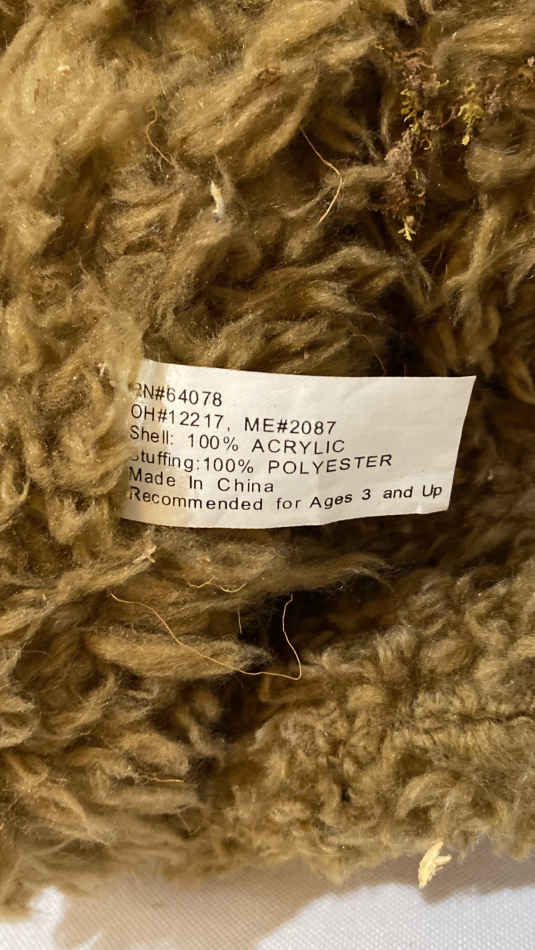 RN#64078
OH#12217, ME#2087
Shell: 100% ACRYLIC
Stuffing:100% POLYESTER
Made In China
Recommended for Ages 3 and Up